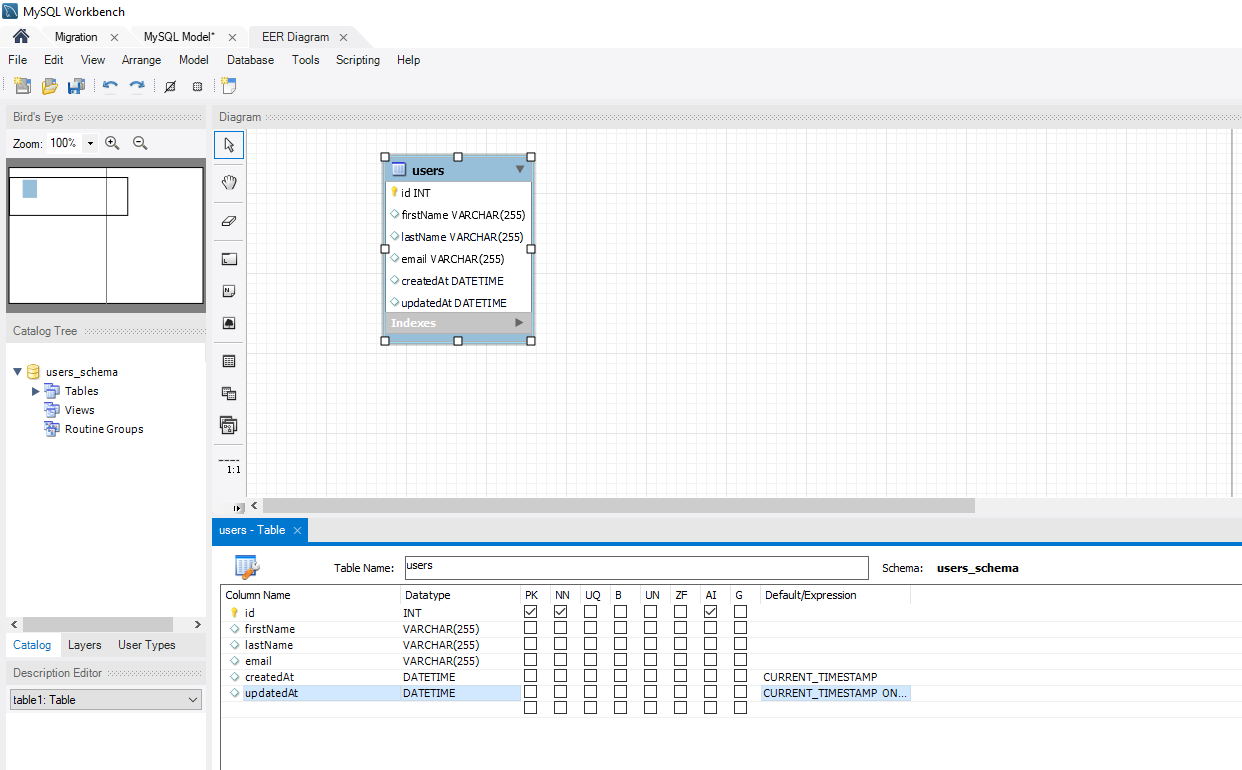 MySQL Workbench
Migration
MySQL Model*
EER Diagram
File Edit View Arrange Model Database Tools Scripting Help
Bird's Eye
Diagram
Zoom: 100%
users
id INT
firstName VARCHAR(255)
lastName VARCHAR(255)
email VARCHAR(255)
createdAt DATETIME
updatedAt DATETIME
Indexes
1:1
Catalog Tree
users_schema
Tables
Views
Routine Groups
Catalog Layers User Types
Description Editor
table1: Table
users - Table
Table Name: users Schema: users_schema
Column Name Datatype PK NN UQ B UN ZF AI G Default/Expression
id INT
firstName VARCHAR(255)
lastName VARCHAR(255)
email VARCHAR(255)
createdAt DATETIME CURRENT_TIMESTAMP
updatedAt DATETIME CURRENT_TIMESTAMP ON...